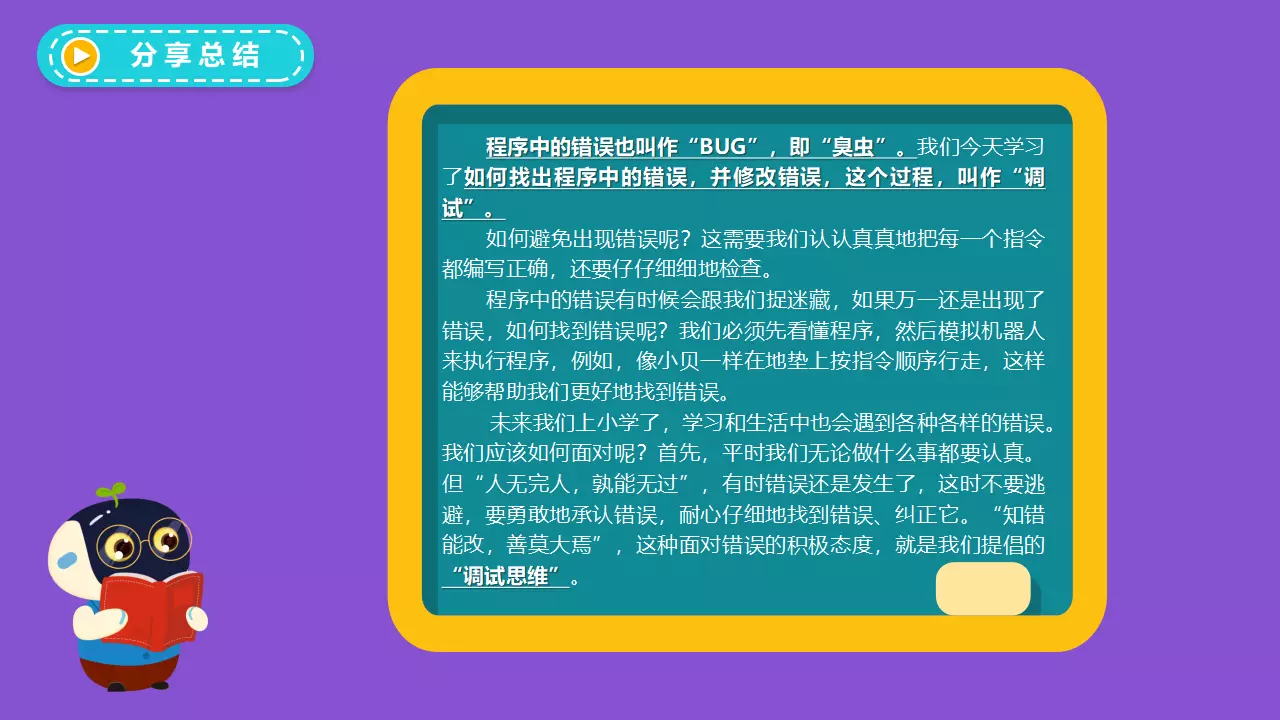 分享总结
程序中的错误也叫作“BUG”，即“臭虫”。我们今天学习
了如何找出程序中的错误，并修改错误，这个过程，叫作“调
试”。
如何避免出现错误呢？这需要我们认认真真地把每一个指令
都编写正确，还要仔仔细细地检查。
程序中的错误有时候会跟我们捉迷藏，如果万一还是出现了
错误，如何找到错误呢？我们必须先看懂程序，然后模拟机器人
来执行程序，例如，像小贝一样在地垫上按指令顺序行走，这样
能够帮助我们更好地找到错误。
未来我们上小学了，学习和生活中也会遇到各种各样的错误。
我们应该如何面对呢？首先，平时我们无论做什么事都要认真。
但“人无完人，孰能无过”，有时错误还是发生了，这时不要逃
避，要勇敢地承认错误，耐心仔细地找到错误、纠正它。“知错
能改，善莫大焉”，这种面对错误的积极态度，就是我们提倡的
“调试思维”。